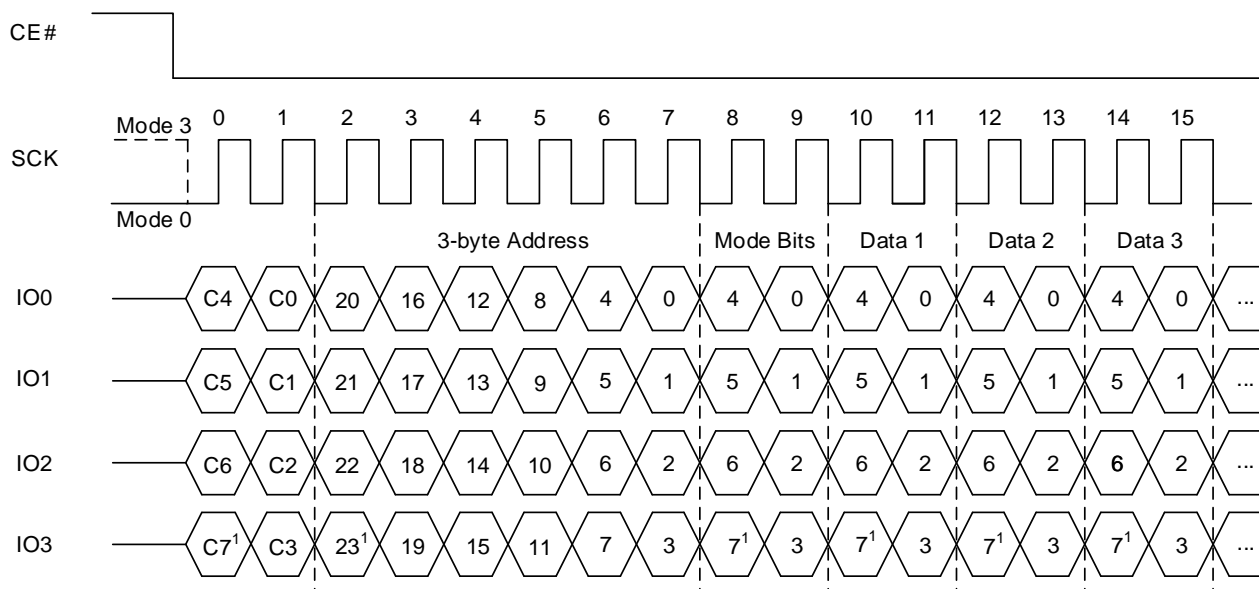 CE#
0 1 2 3 4 5 6 7 8 9 10 11 12 13 14 15
Mode 3
SCK
Mode 0
3-byte Address Mode Bits Data 1 Data 2 Data 3
IO0 C4 C0 20 16 12 8 4 0 4 0 4 0 4 0 4 0 ...
IO1 C5 C1 21 17 13 9 5 1 5 1 5 1 5 1 5 1 ...
IO2 C6 C2 22 18 14 10 6 2 6 2 6 2 6 2 6 2 ...
IO3 C7¹ C3 23¹ 19 15 11 7 3 7¹ 3 7¹ 3 7¹ 3 7¹ 3 ...